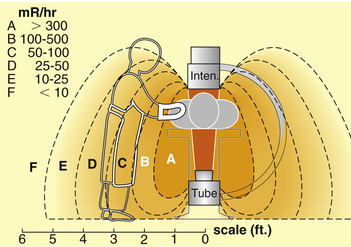 mR/hr
A > 300
B 100-500
C 50-100
D 25-50
E 10-25
F < 10
Inten.
F E D C B A
Tube
6 5 4 3 2 1 0 scale (ft.)